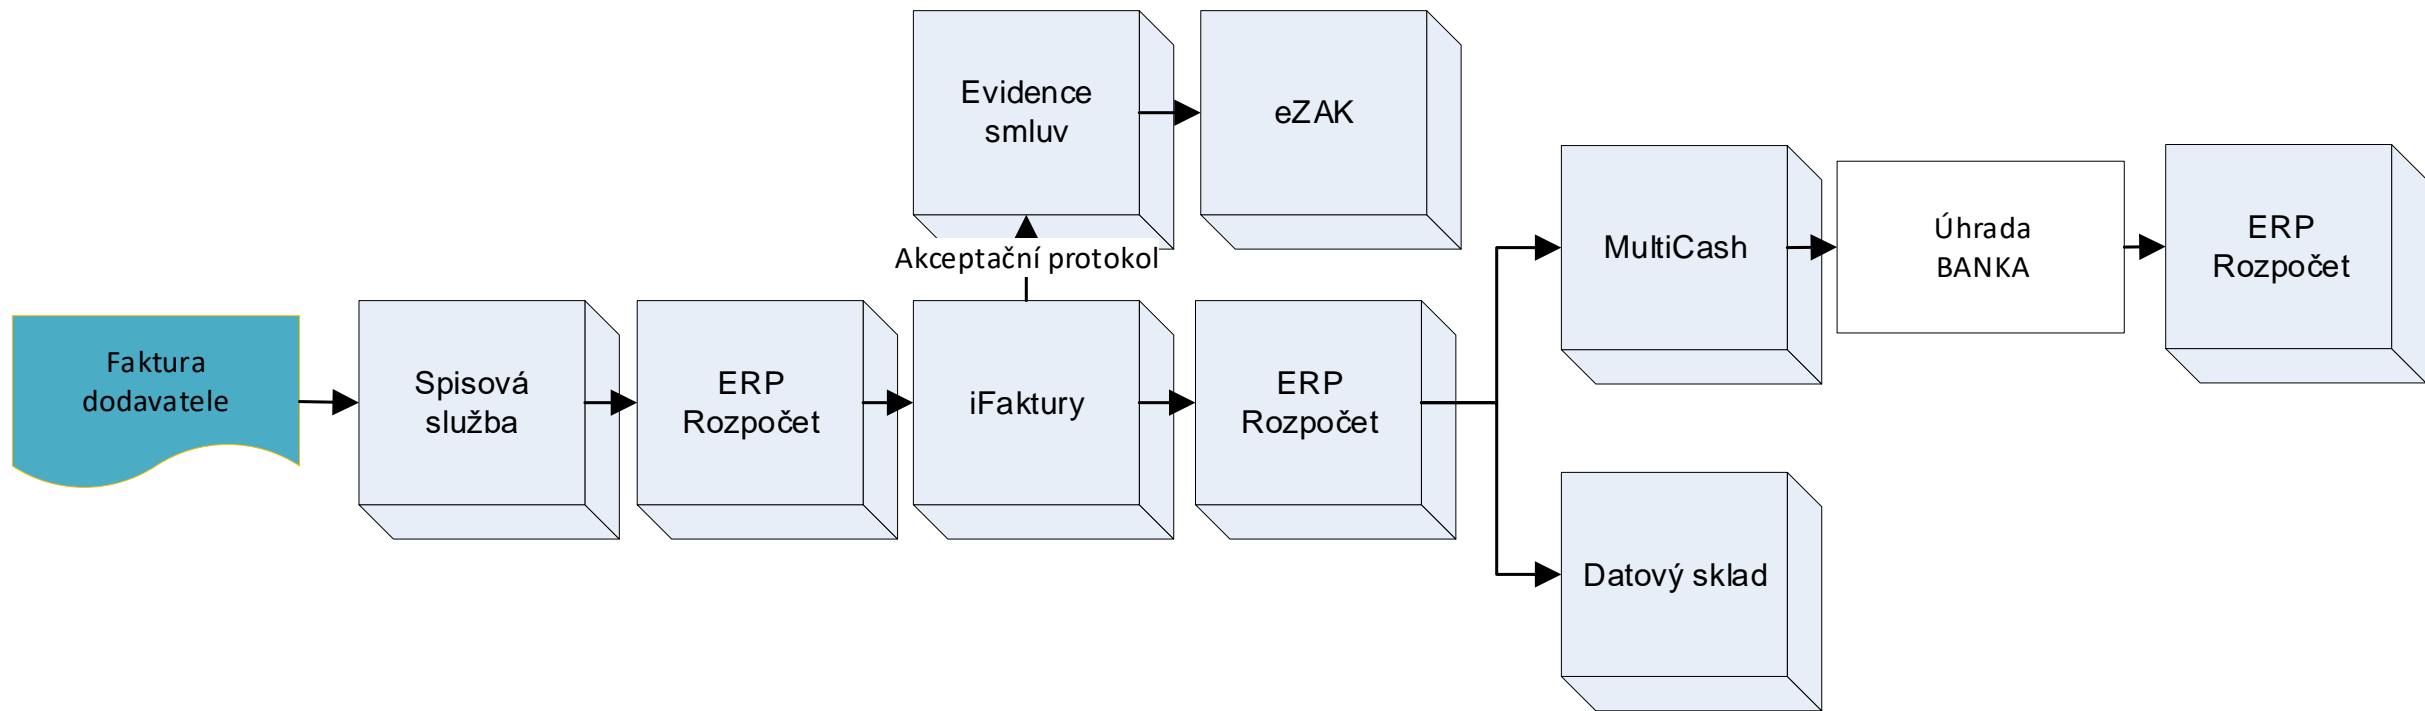 Evidence
smluv
eZAK
Akceptační protokol
MultiCash
Úhrada
BANKA
ERP
Rozpočet
Faktura
dodavatele
Spisová
služba
ERP
Rozpočet
iFaktury
ERP
Rozpočet
Datový sklad